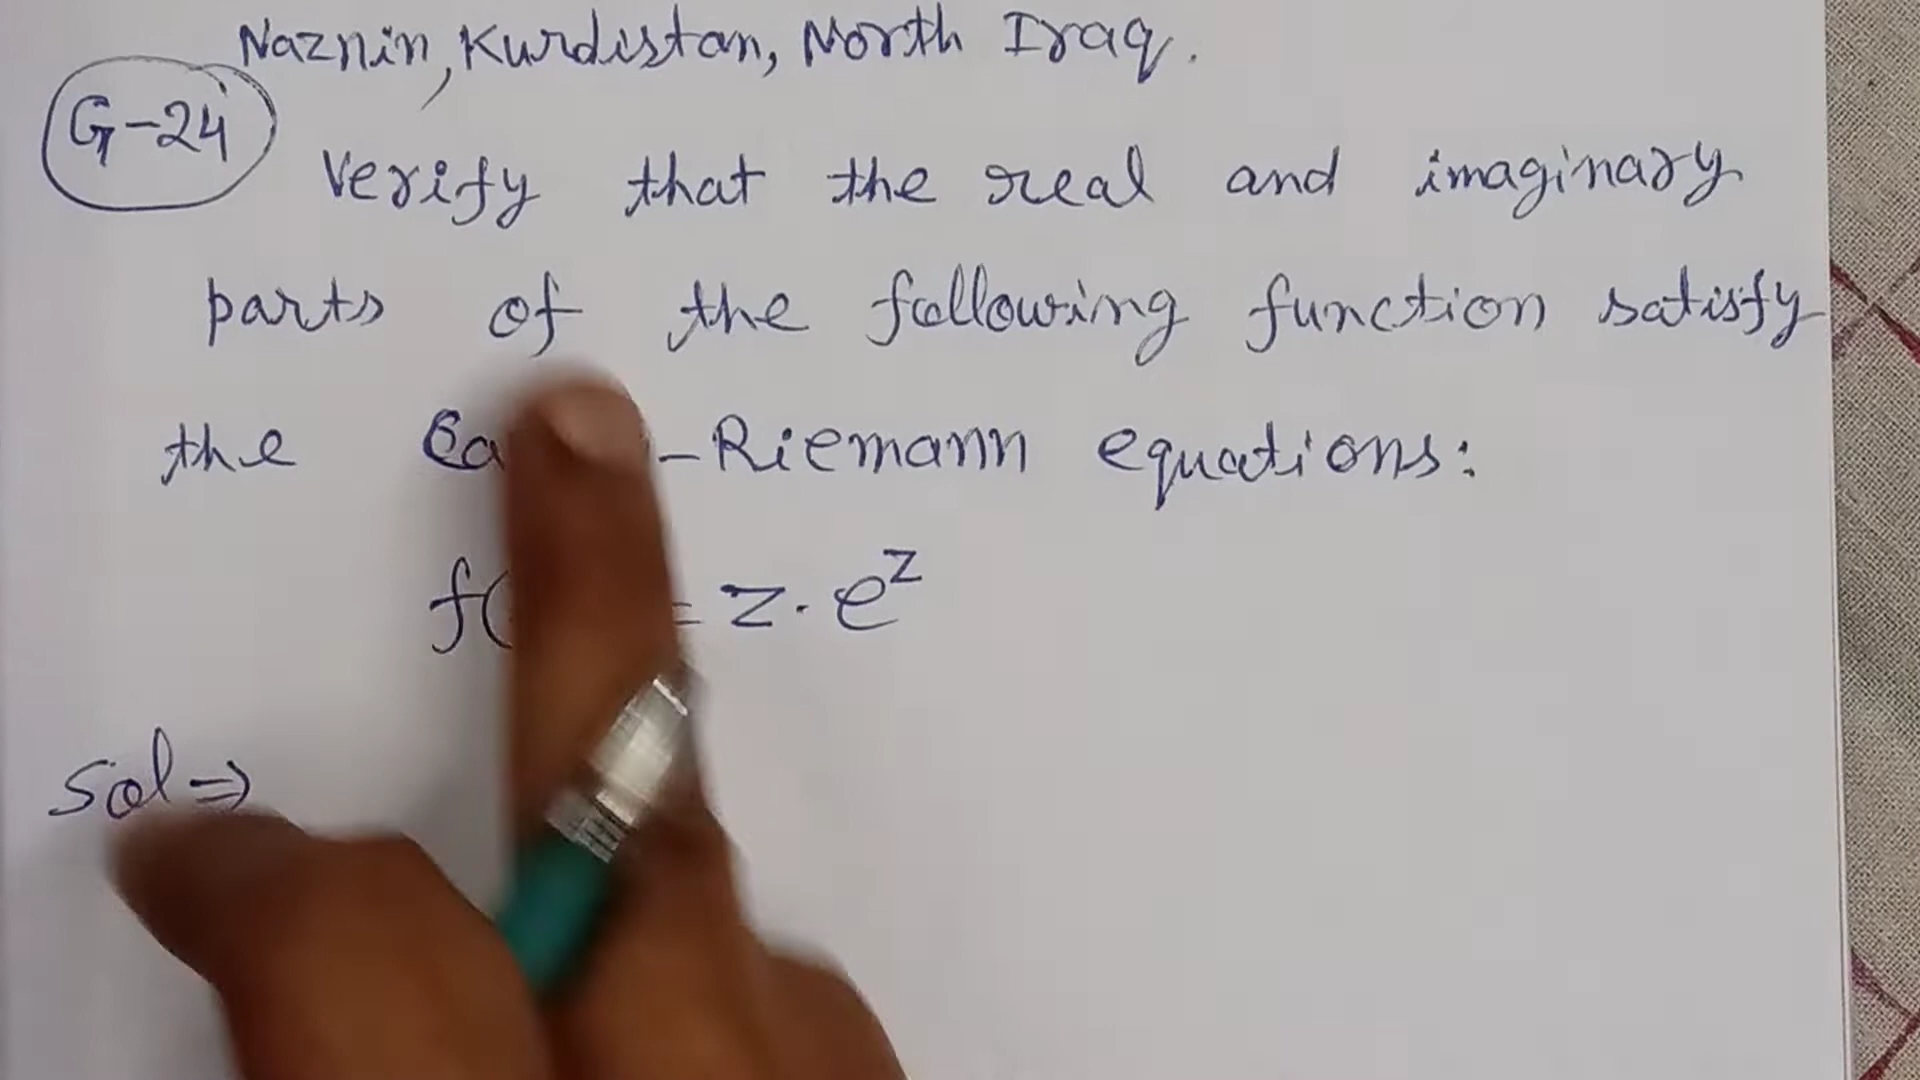 Naznin, Kurdistan, North Iraq.
G-24
Verify that the real and imaginary
parts of the following function satisfy
the -Riemann equations:
f( = z. e^z
Sol ⇒